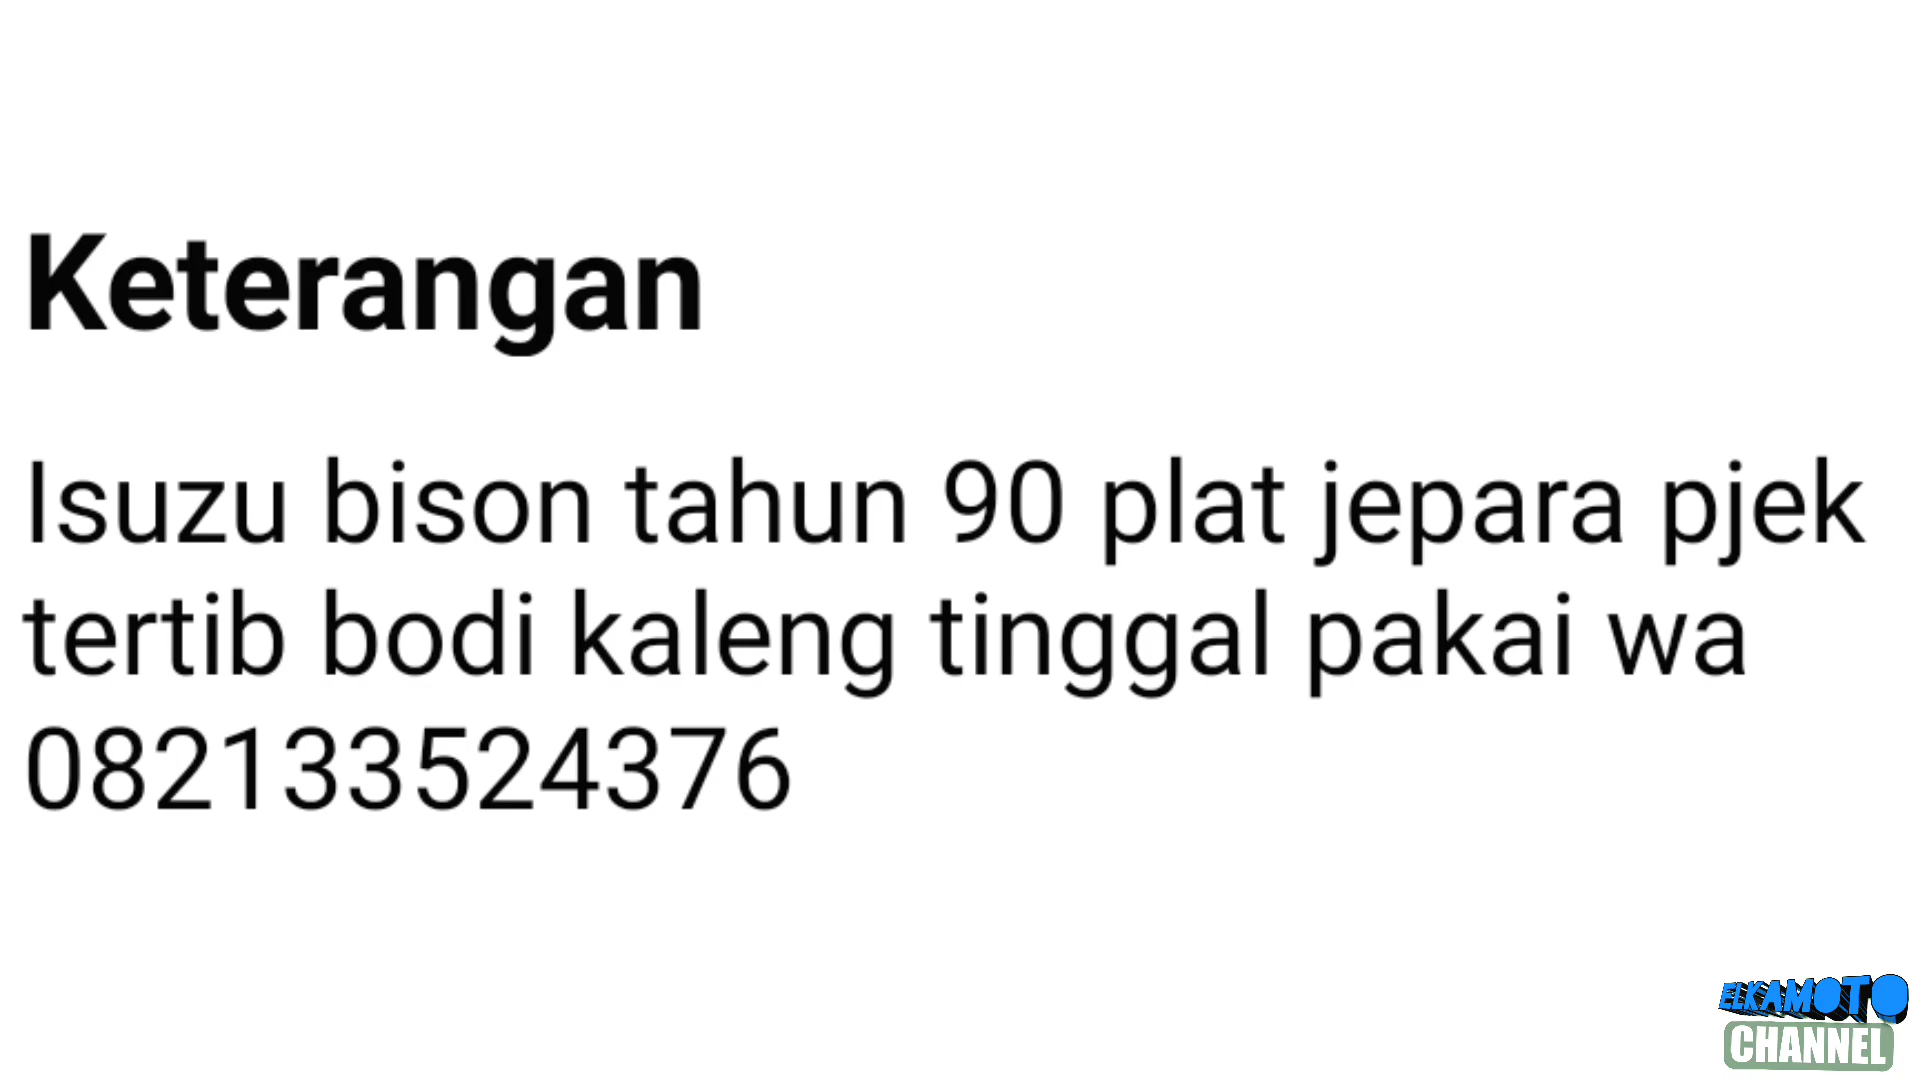 Keterangan
Isuzu bison tahun 90 plat jepara pjek
tertib bodi kaleng tinggal pakai wa
082133524376
ELKAMOTO
CHANNEL